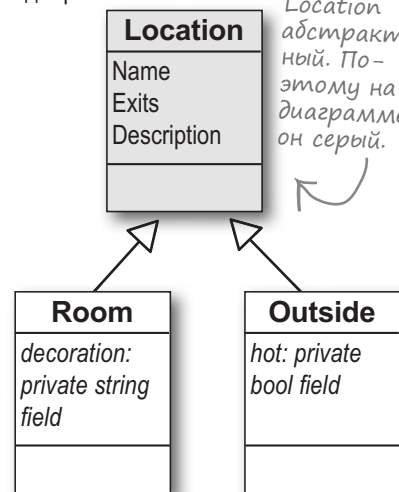 Location
Name
Exits
Description
Location
абстракт
ный. По-
этому на
диаграмме
он серый.
Room
decoration:
private string
field
Outside
hot: private
bool field